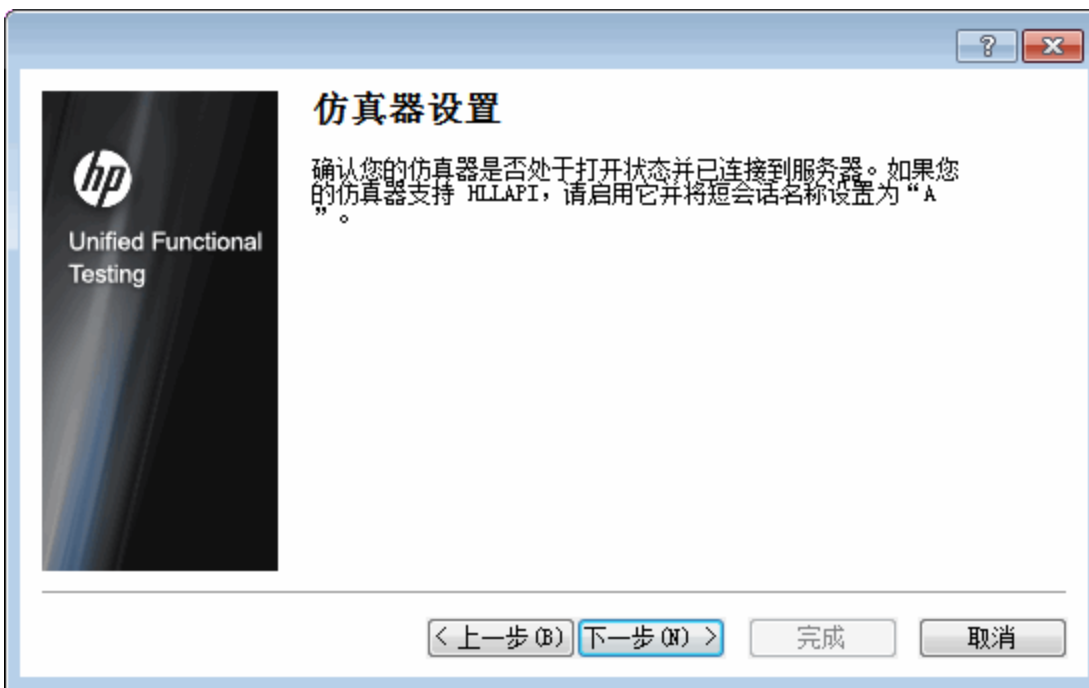 ?
仿真器设置
确认您的仿真器是否处于打开状态并已连接到服务器。如果您
的仿真器支持 HLLAPI，请启用它并将短会话名称设置为“A
”。
hp
Unified Functional
Testing
< 上一步(B)
下一步(N) >
完成
取消